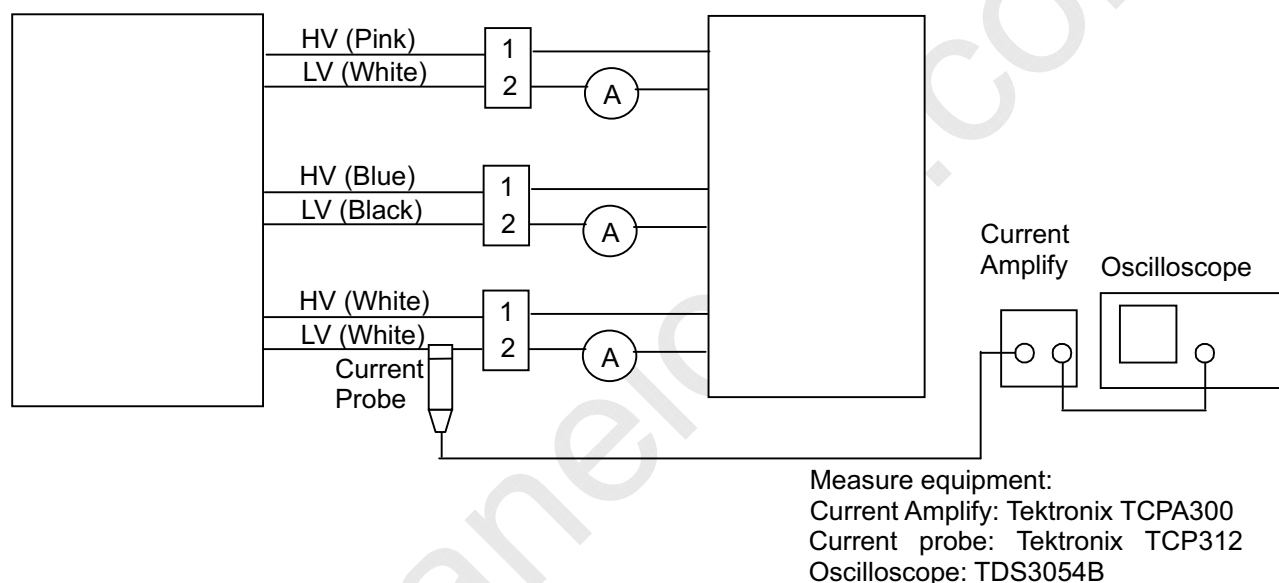 HV (Pink)
LV (White)
1
2
A
HV (Blue)
LV (Black)
1
2
A
HV (White)
LV (White)
1
2
A
Current
Probe
Current
Amplify
Oscilloscope
Measure equipment:
Current Amplify: Tektronix TCPA300
Current probe: Tektronix TCP312
Oscilloscope: TDS3054B